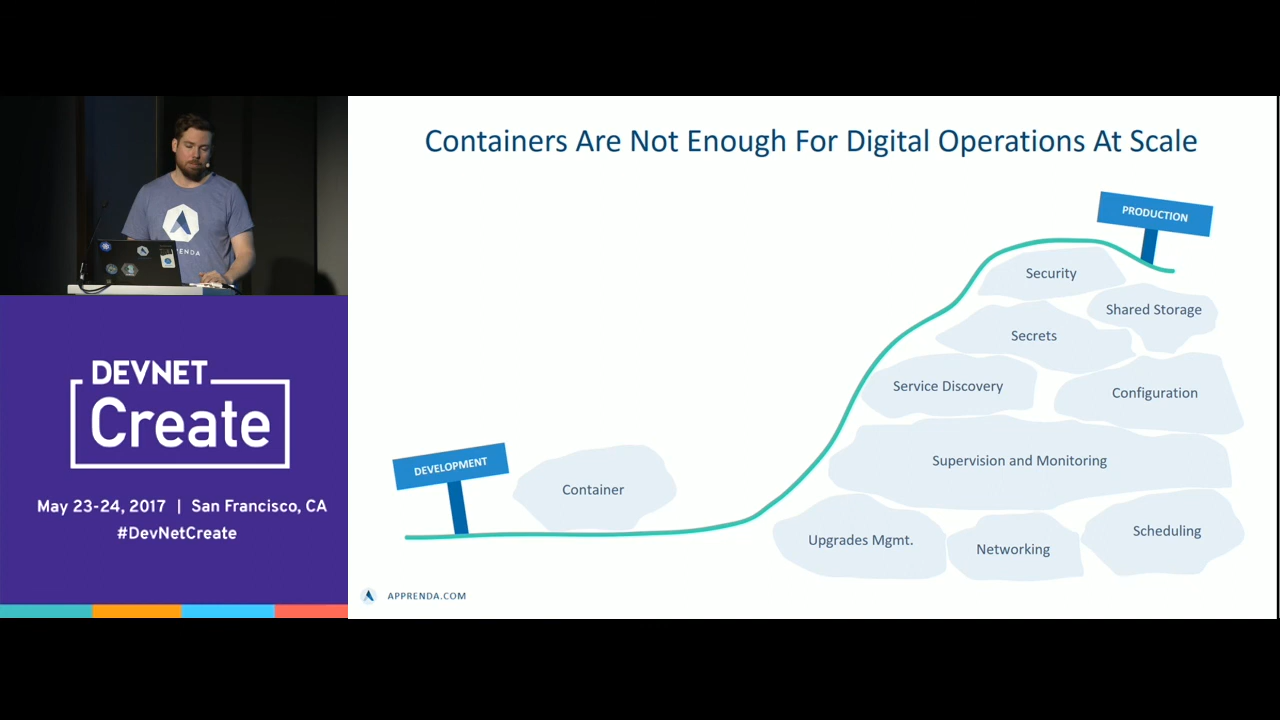 Containers Are Not Enough For Digital Operations At Scale
PRODUCTION
Security
Shared Storage
Secrets
Service Discovery
Configuration
Supervision and Monitoring
DEVELOPMENT
Container
Upgrades Mgmt.
Networking
Scheduling
APPRENDA.COM
ENDA
DEVNET
Create
May 23-24, 2017 | San Francisco, CA
#DevNetCreate